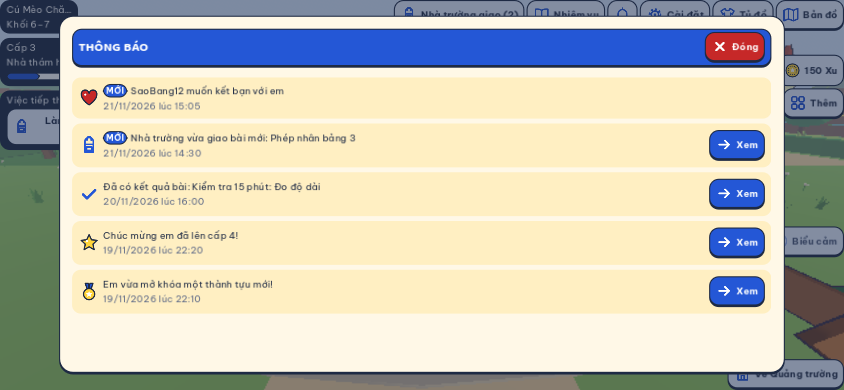 Cú Mèo Chă...
Khối 6-7
Nhà trường giao (2)
Nhiệm vụ
Cài đặt
Tủ đồ
Bản đồ
Cấp 3
Nhà thám h
150 Xu
Việc tiếp th
Thêm
Làn
THÔNG BÁO
Đóng
MỚI SaoBang12 muốn kết bạn với em
21/11/2026 lúc 15:05
MỚI Nhà trường vừa giao bài mới: Phép nhân bảng 3
21/11/2026 lúc 14:30
Xem
Đã có kết quả bài: Kiểm tra 15 phút: Đo độ dài
20/11/2026 lúc 16:00
Xem
Chúc mừng em đã lên cấp 4!
19/11/2026 lúc 22:20
Xem
Biểu cảm
Em vừa mở khóa một thành tựu mới!
19/11/2026 lúc 22:10
Xem
Về Quảng trường